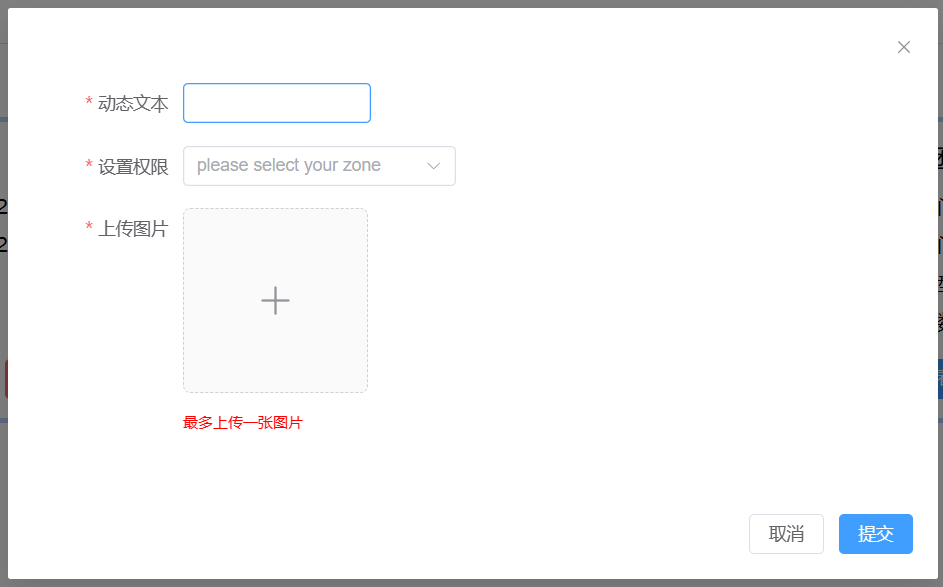 * 动态文本
* 设置权限 please select your zone
* 上传图片
最多上传一张图片
取消 提交